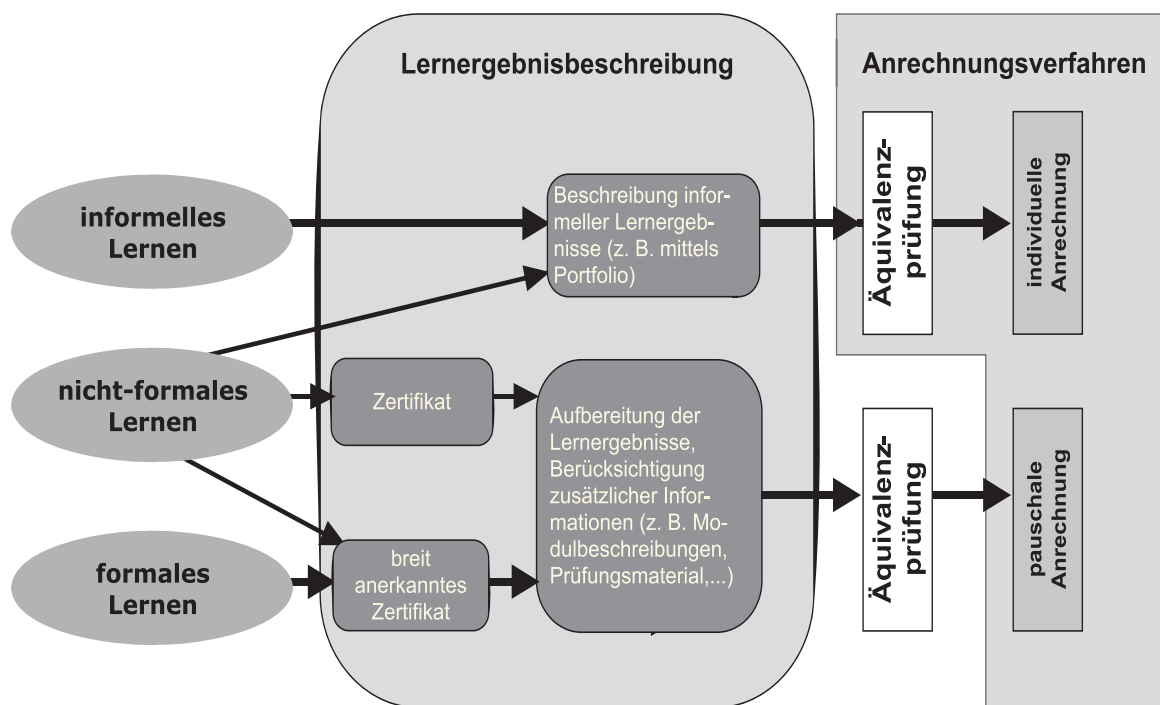 Lernergebnisbeschreibung
Anrechnungsverfahren
informelles
Lernen
Beschreibung infor-
meller Lernergeb-
nisse (z. B. mittels
Portfolio)
Äquivalenz-
prüfung
individuelle
Anrechnung
nicht-formales
Lernen
Zertifikat
Aufbereitung der
Lernergebnisse,
Berücksichtigung
zusätzlicher Infor-
mationen (z. B. Mo-
dulbeschreibungen,
Prüfungsmaterial,...)
Äquivalenz-
prüfung
pauschale
Anrechnung
formales
Lernen
breit
anerkanntes
Zertifikat